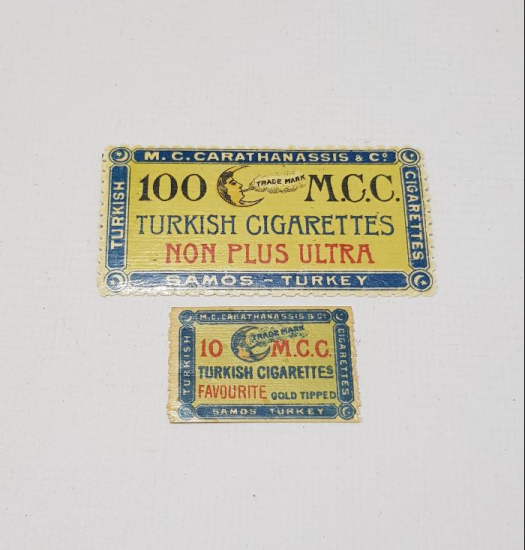 M. C. CARATHANASSIS & Cº
TURKISH
100 TRADE MARK M.C.C.
TURKISH CIGARETTES
NON PLUS ULTRA
CIGARETTES
SAMOS - TURKEY
M. C. CARATHANASSIS & Cº
TURKISH
10 TRADE MARK M.C.C.
TURKISH CIGARETTES
FAVOURITE GOLD TIPPED
CIGARETTES
SAMOS TURKEY